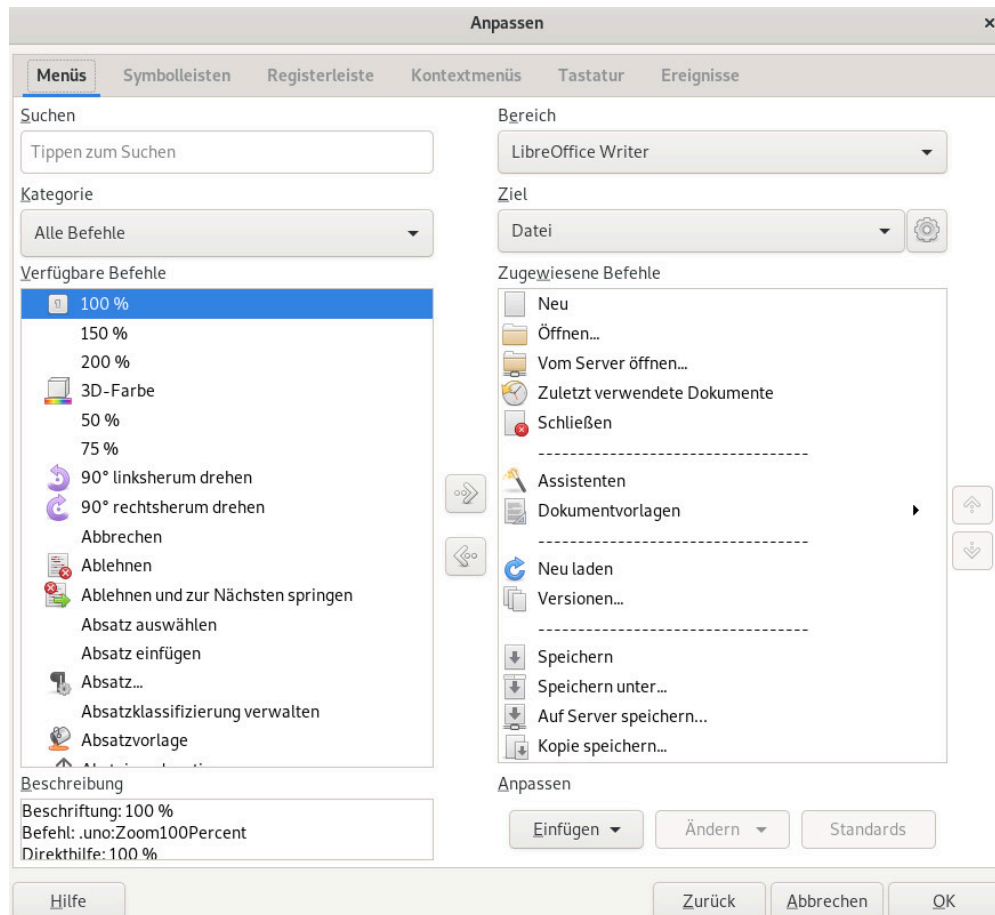 Anpassen
Menüs Symbolleisten Registerleiste Kontextmenüs Tastatur Ereignisse
Suchen
Tippen zum Suchen
Kategorie
Alle Befehle
Verfügbare Befehle
100 %
150 %
200 %
3D-Farbe
50 %
75 %
90° linksherum drehen
90° rechtsherum drehen
Abbrechen
Ablehnen
Ablehnen und zur Nächsten springen
Absatz auswählen
Absatz einfügen
Absatz...
Absatzklassifizierung verwalten
Absatzvorlage
Beschreibung
Beschriftung: 100 %
Befehl: .uno:Zoom100Percent
Direkthilfe: 100 %
Bereich
LibreOffice Writer
Ziel
Datei
Zugewiesene Befehle
Neu
Öffnen...
Vom Server öffnen...
Zuletzt verwendete Dokumente
Schließen
----------------------------------
Assistenten
Dokumentvorlagen
----------------------------------
Neu laden
Versionen...
----------------------------------
Speichern
Speichern unter...
Auf Server speichern...
Kopie speichern...
Anpassen
Einfügen Ändern Standards
Hilfe Zurück Abbrechen OK